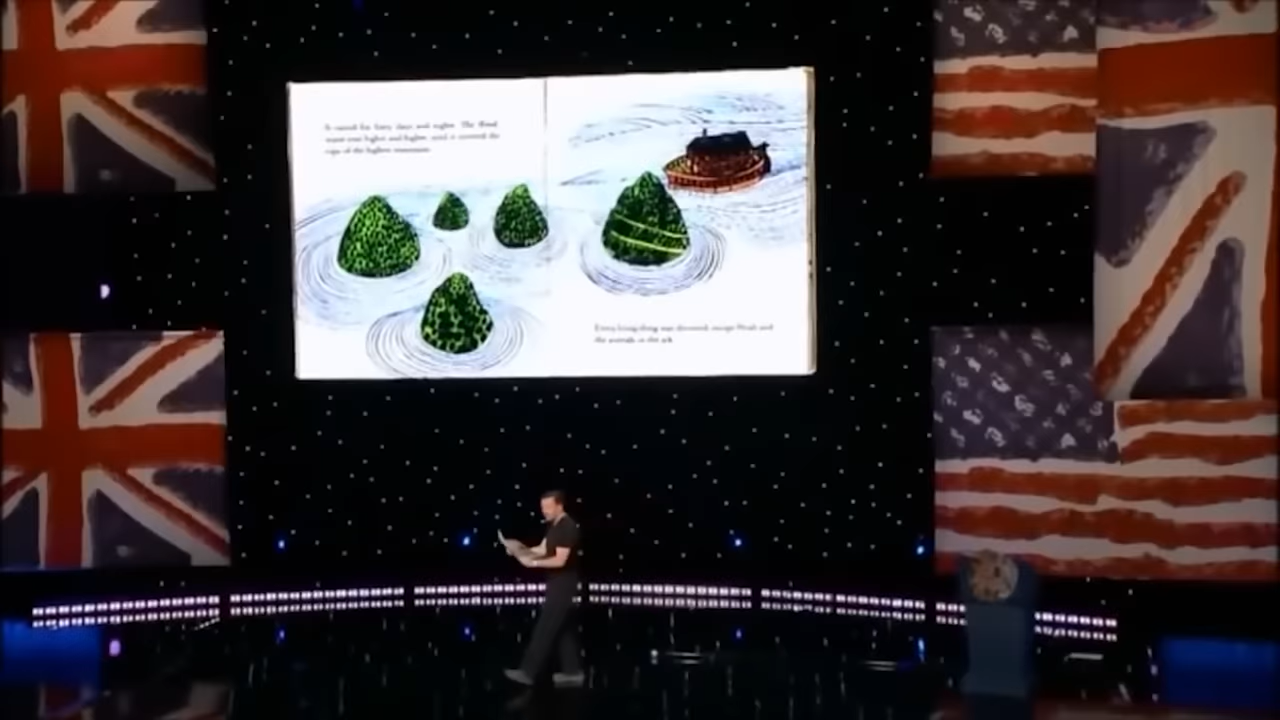 It rained for forty days and nights. The flood
water rose higher and higher until it covered the
tops of the highest mountains.
Every living thing was drowned except Noah and
the animals in the ark